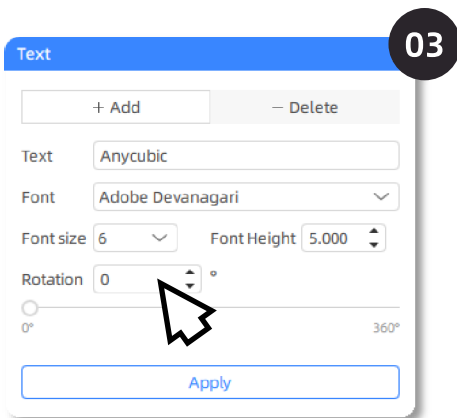 03
Text
+ Add
− Delete
Text Anycubic
Font Adobe Devanagari
Font size 6 Font Height 5.000
Rotation 0 °
0° 360°
Apply